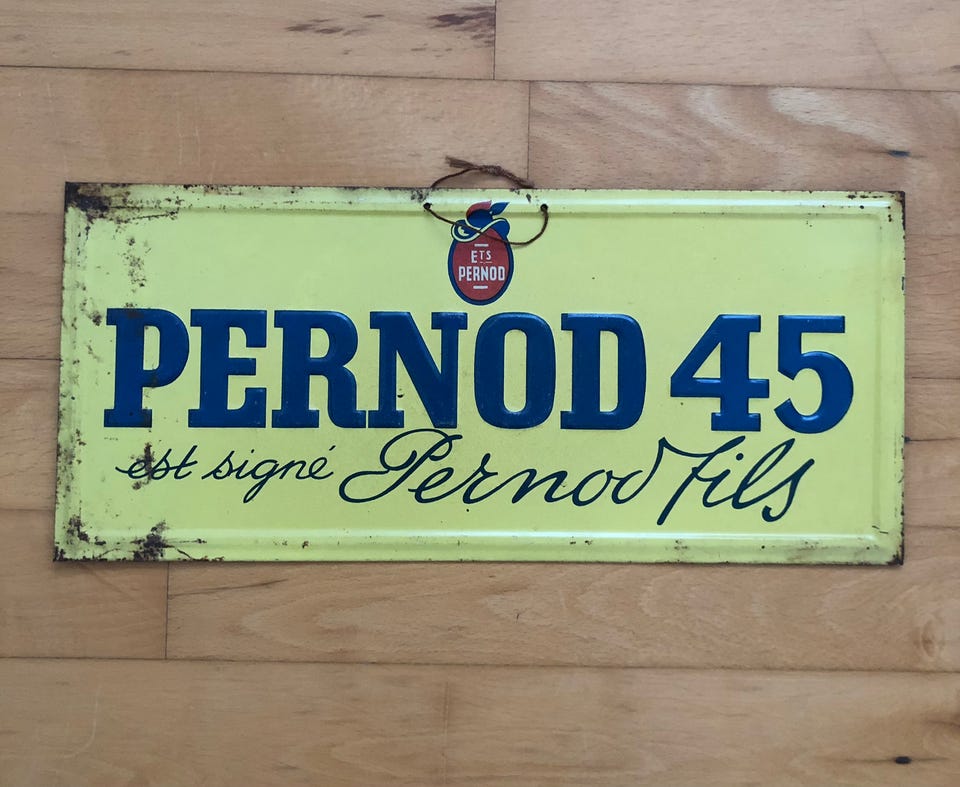 ETS
PERNOD
PERNOD 45
est signé Pernod fils